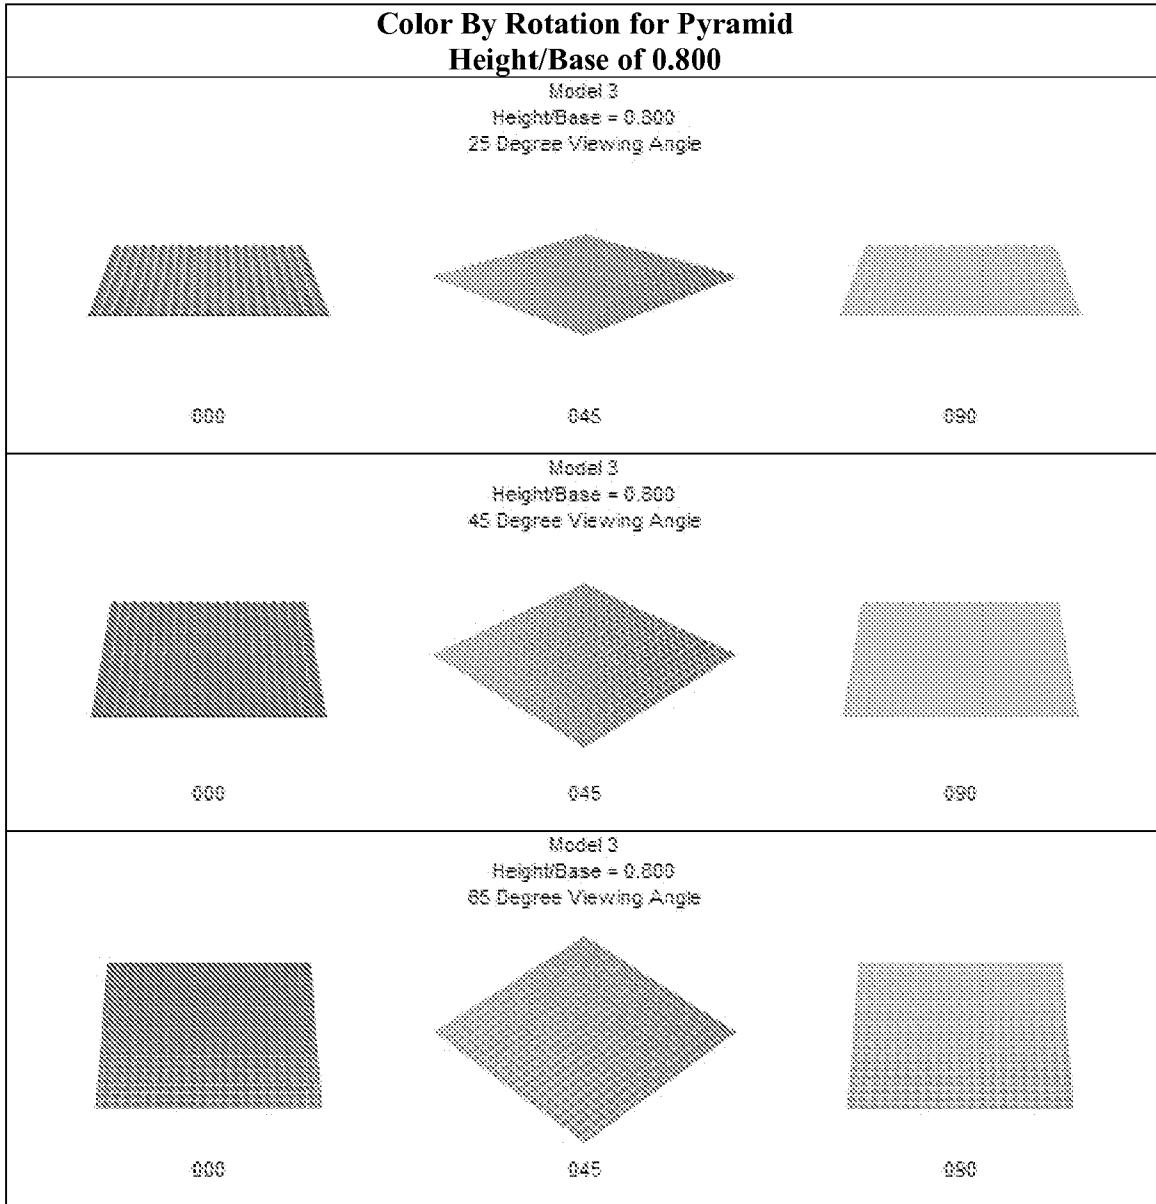 Color By Rotation for Pyramid
Height/Base of 0.800
Model 3
Height/Base = 0.800
25 Degree Viewing Angle
000 045 090
Model 3
Height/Base = 0.800
45 Degree Viewing Angle
000 045 090
Model 3
Height/Base = 0.800
65 Degree Viewing Angle
000 045 090